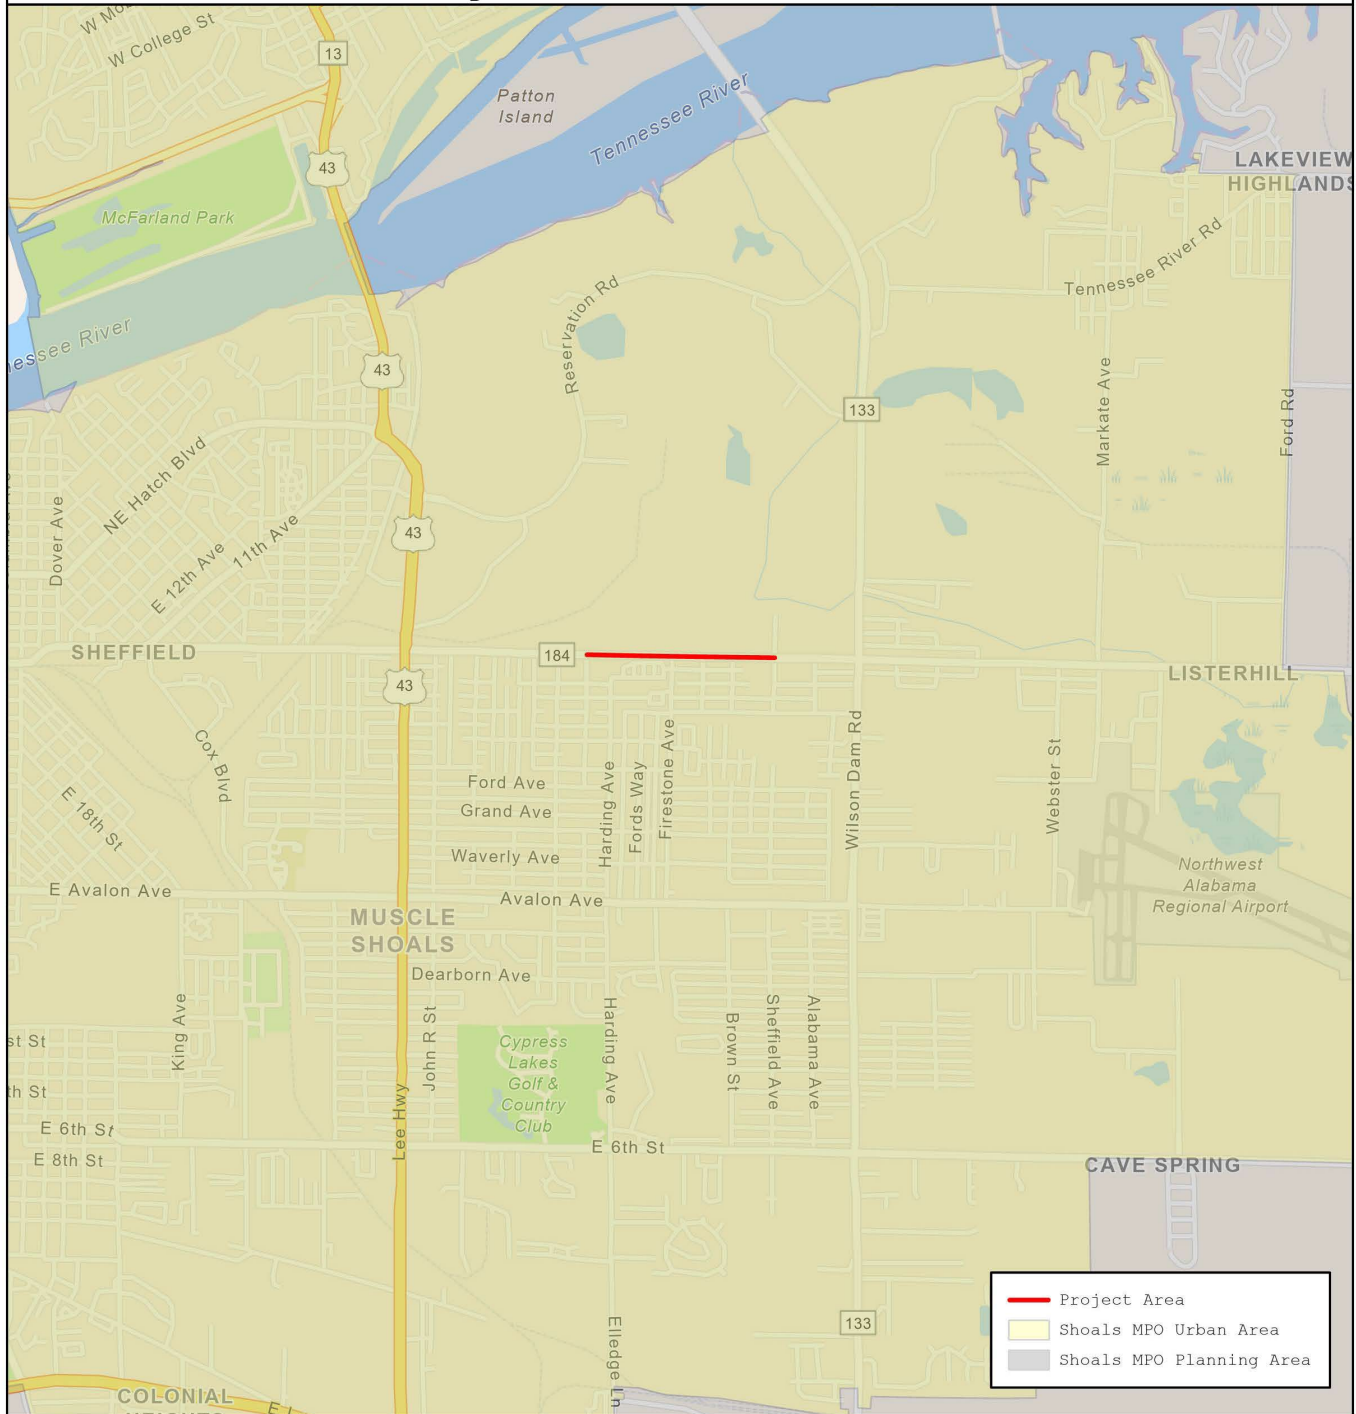 W College St
13
Patton
Island
Tennessee River
43
LAKEVIEW
HIGHLANDS
McFarland Park
Tennessee River Rd
Reservation Rd
nessee River
43
133
Markate Ave
Ford Rd
NE Hatch Blvd
Dover Ave
43
11th Ave
E 12th Ave
SHEFFIELD
184
LISTERHILL
43
Cox Blvd
Ford Ave
Grand Ave
Harding Ave
Fords Way
Firestone Ave
Wilson Dam Rd
Webster St
E 18th St
Waverly Ave
Northwest
Alabama
Regional Airport
E Avalon Ave
Avalon Ave
MUSCLE
SHOALS
Dearborn Ave
King Ave
John R St
Harding Ave
Brown St
Sheffield Ave
Alabama Ave
st St
Cypress
Lakes
Golf &
Country
Club
th St
Lee Hwy
E 6th St
E 6th St
E 8th St
CAVE SPRING
Elledge Ln
133
Project Area
Shoals MPO Urban Area
Shoals MPO Planning Area
COLONIAL